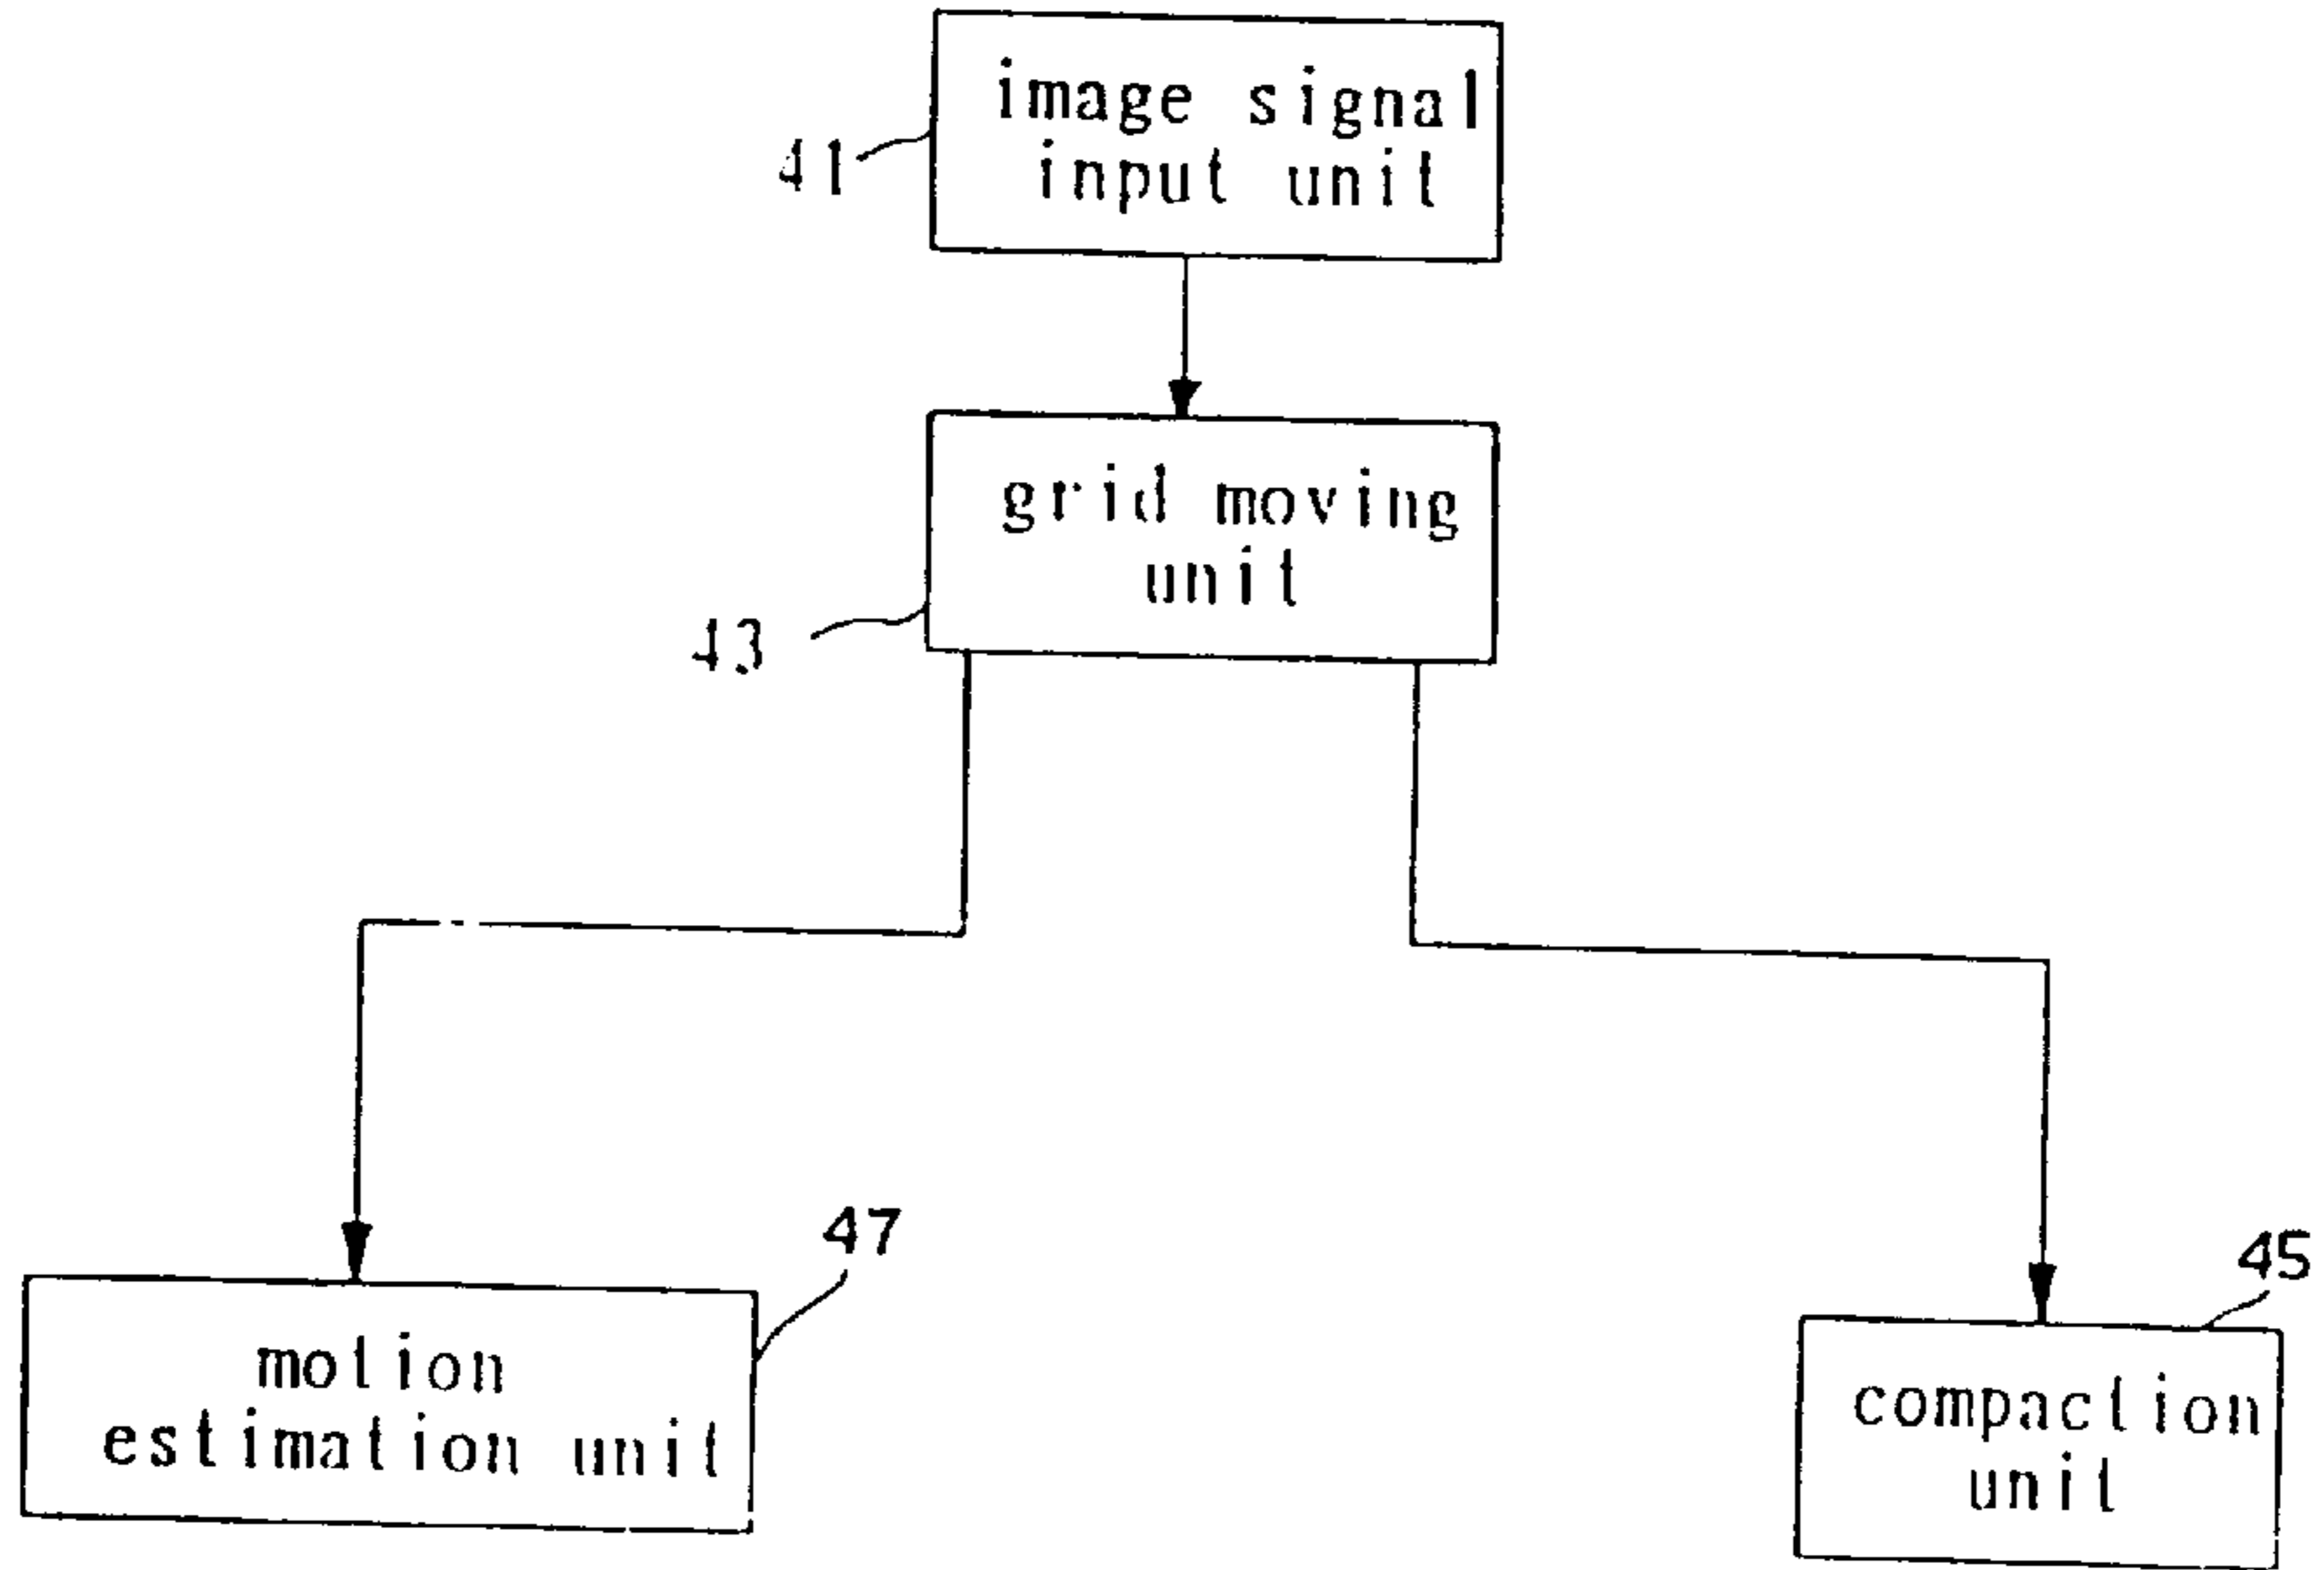 image signal
input unit
41
grid moving
unit
43
47
motion
estimation unit
45
compaction
unit